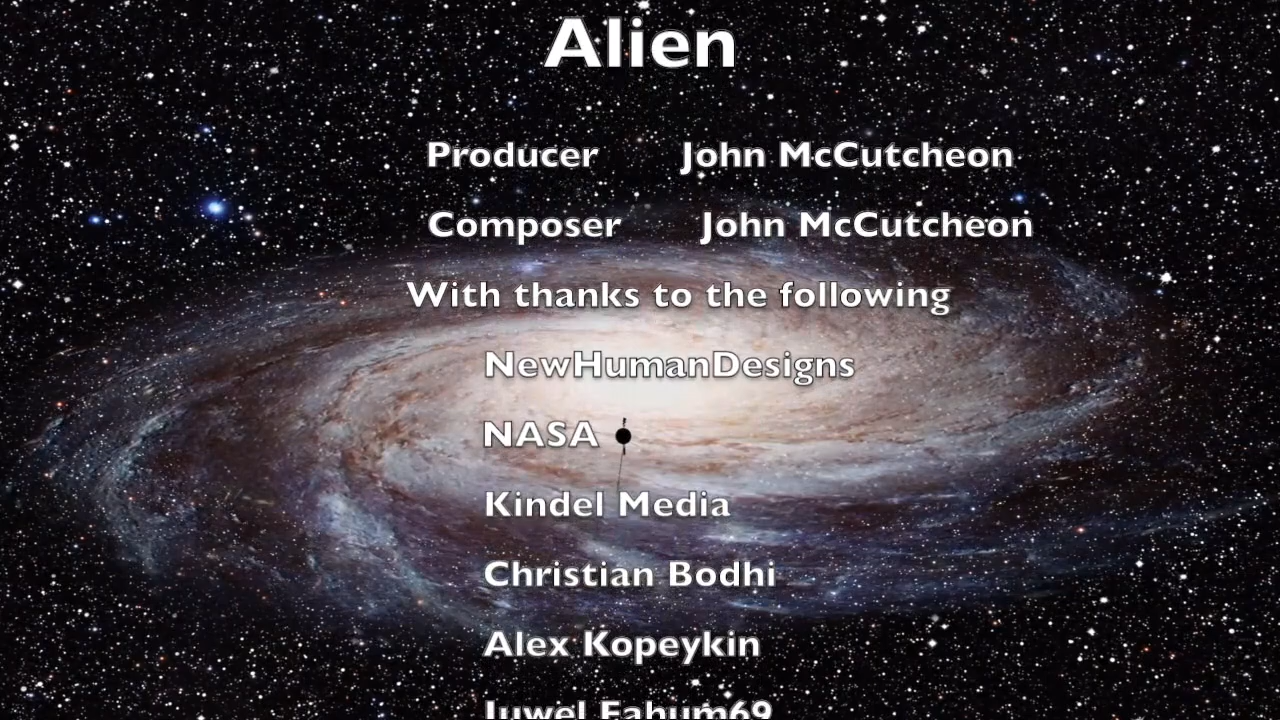 Alien
Producer John McCutcheon
Composer John McCutcheon
With thanks to the following
NewHumanDesigns
NASA
Kindel Media
Christian Bodhi
Alex Kopeykin